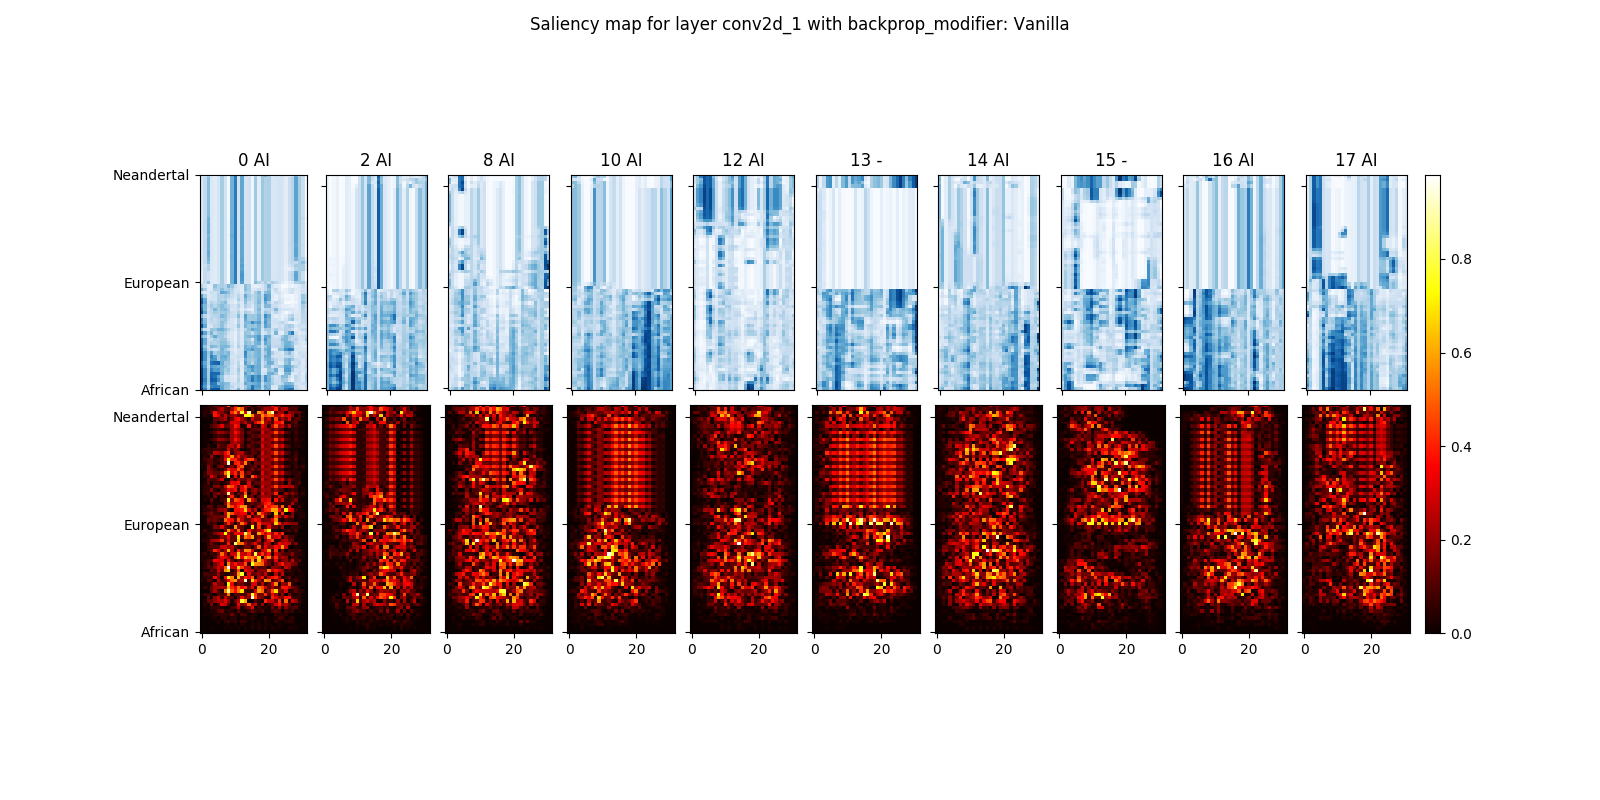 Saliency map for layer conv2d_1 with backprop_modifier: Vanilla
0 AI 2 AI 8 AI 10 AI 12 AI 13 - 14 AI 15 - 16 AI 17 AI
Neandertal
European
African
Neandertal
European
African
0 20 0 20 0 20 0 20 0 20 0 20 0 20 0 20 0 20 0 20
0.8
0.6
0.4
0.2
0.0